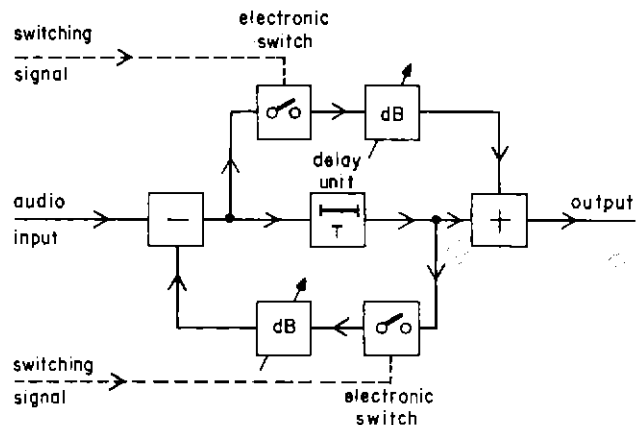 electronic
switch
switching
signal
dB
delay
unit
T
audio
input
−
+
output
dB
switching
signal
electronic
switch